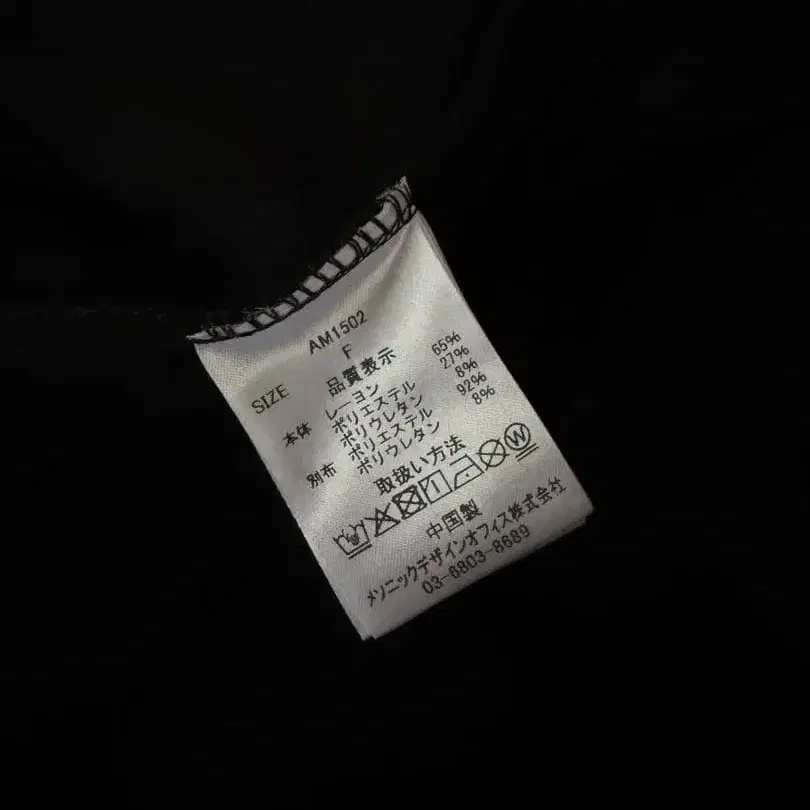 AM1502
SIZE F
品質表示
本体 レーヨン 65%
ポリエステル 27%
ポリウレタン 8%
別布 ポリエステル 92%
ポリウレタン 8%
取扱い方法
W
中国製
メソニックデザインオフィス株式会社
03-6803-8689